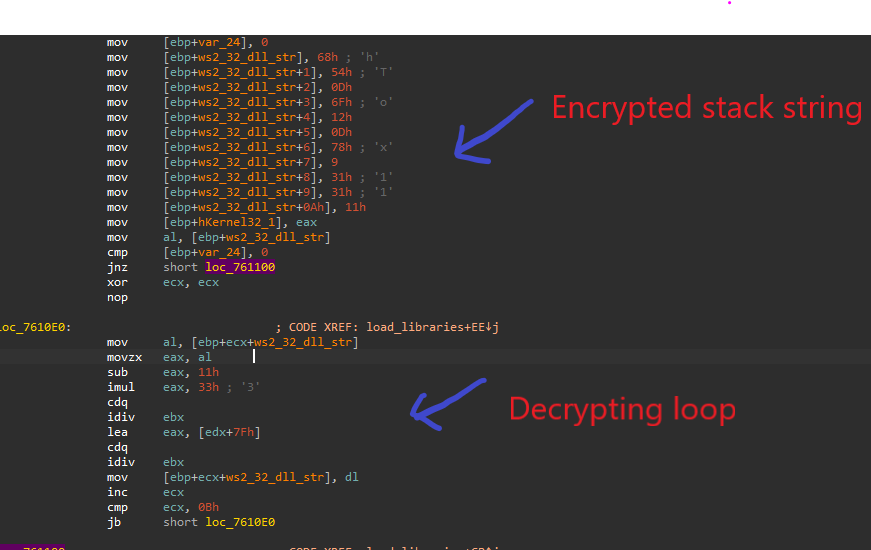 mov [ebp+var_24], 0
mov [ebp+ws2_32_dll_str], 68h ; 'h'
mov [ebp+ws2_32_dll_str+1], 54h ; 'T'
mov [ebp+ws2_32_dll_str+2], 0Dh
mov [ebp+ws2_32_dll_str+3], 6Fh ; 'o'
mov [ebp+ws2_32_dll_str+4], 12h
mov [ebp+ws2_32_dll_str+5], 0Dh
mov [ebp+ws2_32_dll_str+6], 78h ; 'x'
mov [ebp+ws2_32_dll_str+7], 9
mov [ebp+ws2_32_dll_str+8], 31h ; '1'
mov [ebp+ws2_32_dll_str+9], 31h ; '1'
mov [ebp+ws2_32_dll_str+0Ah], 11h
mov [ebp+hKernel32_1], eax
mov al, [ebp+ws2_32_dll_str]
cmp [ebp+var_24], 0
jnz short loc_761100
xor ecx, ecx
nop
Encrypted stack string
loc_7610E0: ; CODE XREF: load_libraries+EE↓j
mov al, [ebp+ecx+ws2_32_dll_str]
movzx eax, al
sub eax, 11h
imul eax, 33h ; '3'
cdq
idiv ebx
lea eax, [edx+7Fh]
cdq
idiv ebx
mov [ebp+ecx+ws2_32_dll_str], dl
inc ecx
cmp ecx, 0Bh
jb short loc_7610E0
Decrypting loop